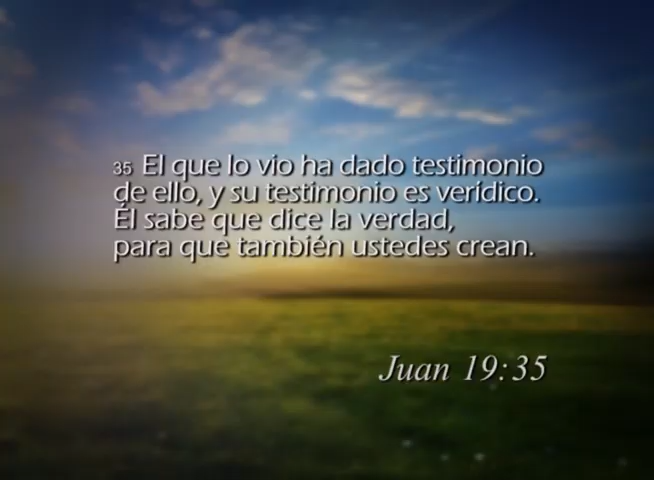 35 El que lo vio ha dado testimonio
de ello, y su testimonio es verídico.
Él sabe que dice la verdad,
para que también ustedes crean.
Juan 19:35